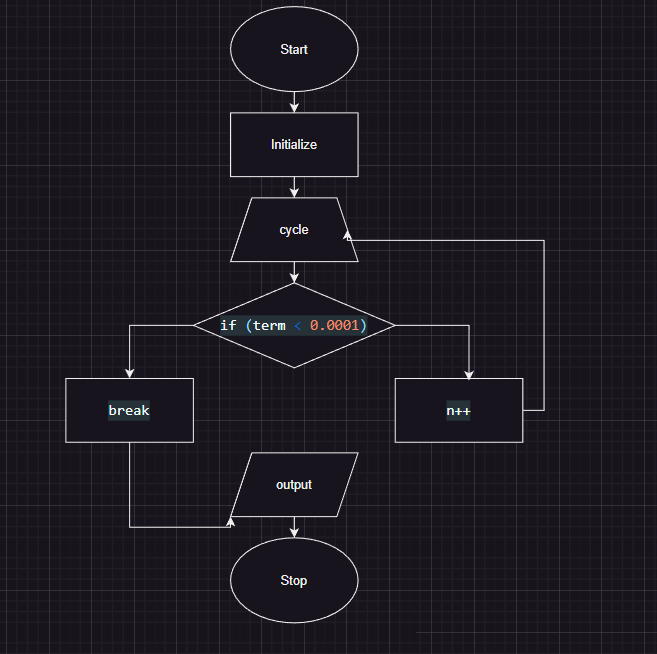 Start
Initialize
cycle
if (term < 0.0001)
break
n++
output
Stop